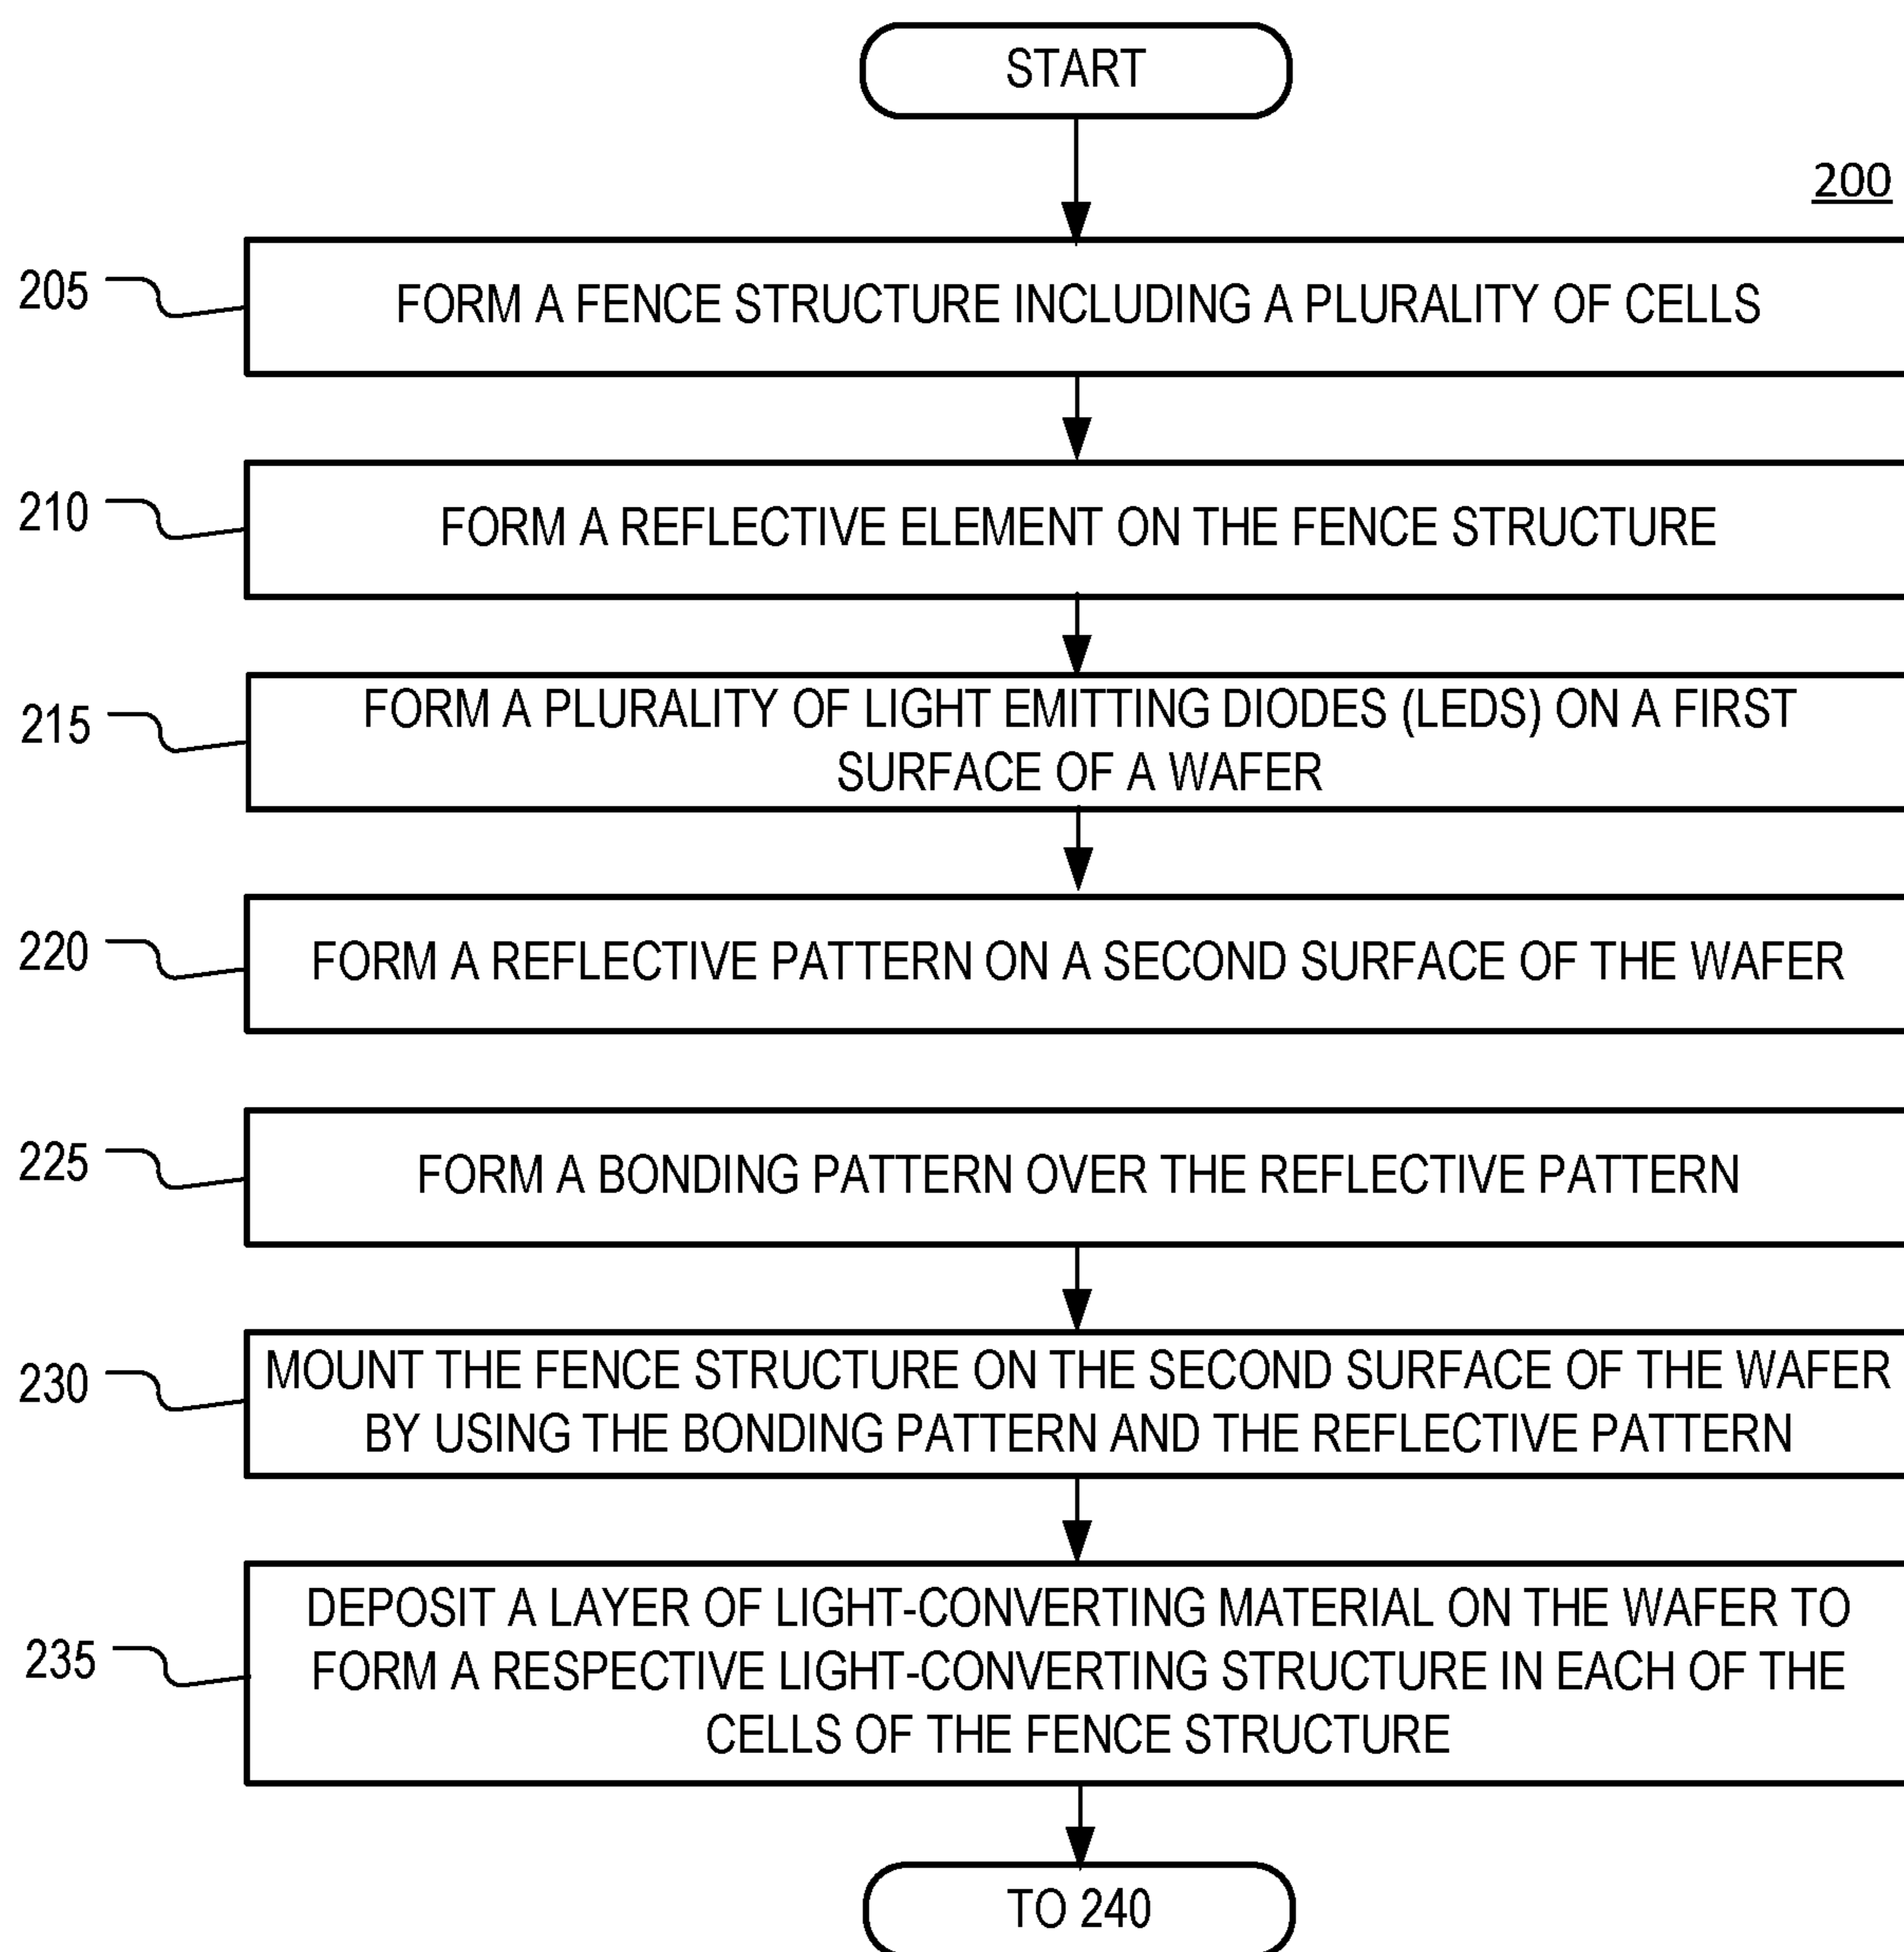 START
200
205
FORM A FENCE STRUCTURE INCLUDING A PLURALITY OF CELLS
210
FORM A REFLECTIVE ELEMENT ON THE FENCE STRUCTURE
215
FORM A PLURALITY OF LIGHT EMITTING DIODES (LEDS) ON A FIRST
SURFACE OF A WAFER
220
FORM A REFLECTIVE PATTERN ON A SECOND SURFACE OF THE WAFER
225
FORM A BONDING PATTERN OVER THE REFLECTIVE PATTERN
230
MOUNT THE FENCE STRUCTURE ON THE SECOND SURFACE OF THE WAFER
BY USING THE BONDING PATTERN AND THE REFLECTIVE PATTERN
235
DEPOSIT A LAYER OF LIGHT-CONVERTING MATERIAL ON THE WAFER TO
FORM A RESPECTIVE LIGHT-CONVERTING STRUCTURE IN EACH OF THE
CELLS OF THE FENCE STRUCTURE
TO 240